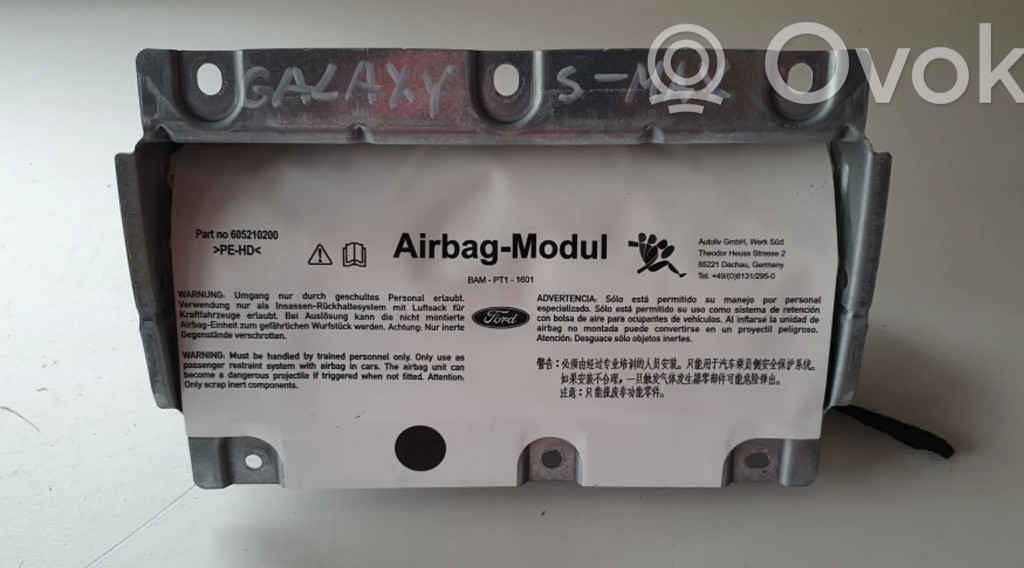 Ovok
GALAXY S-MAX
Part no 605210200
>PE-HD<
Airbag-Modul
BAM - PT1 - 1601
Autoliv GmbH, Werk Süd
Theodor Heuss Strasse 2
85221 Dachau, Germany
Tel. +49/(0)8131/295-0
WARNUNG: Umgang nur durch geschultes Personal erlaubt.
Verwendung nur als Insassen-Rückhaltesystem mit Luftsack für
Kraftfahrzeuge erlaubt. Bei Auslösung kann die nicht montierte
Airbag-Einheit zum gefährlichen Wurfstück werden. Achtung: Nur inerte
Gegenstände verschrotten.
WARNING: Must be handled by trained personnel only. Only use as
passenger restraint system with airbag in cars. The airbag unit can
become a dangerous projectile if triggered when not fitted. Attention:
Only scrap inert components.
Ford
ADVERTENCIA: Sólo está permitido su manejo por personal
especializado. Sólo está permitido su uso como sistema de retención
con bolsa de aire para ocupantes de vehículos. Al inflarse la unidad de
airbag no montada puede convertirse en un proyectil peligroso.
Atención: Desguace sólo objetos inertes.
警告：必须由经过专业培训的人员安装。只能用于汽车乘员侧安全保护系统。
如果安装不合理，一旦触发气体发生器零部件可能危险弹出。
注意：只能报废非功能零件。